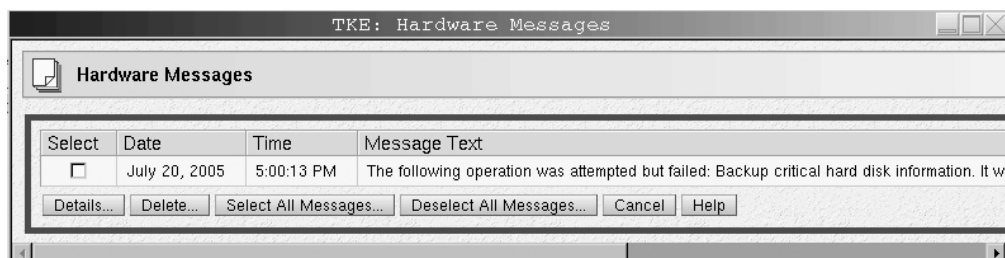 TKE: Hardware Messages
Hardware Messages
Select Date Time Message Text
July 20, 2005 5:00:13 PM The following operation was attempted but failed: Backup critical hard disk information. It w
Details... Delete... Select All Messages... Deselect All Messages... Cancel Help